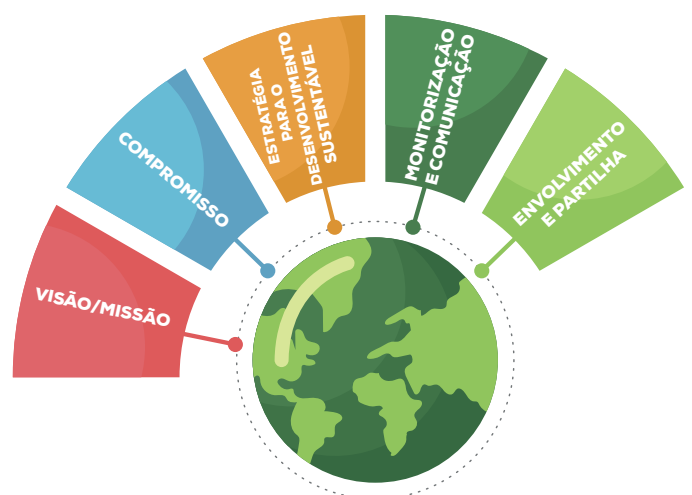 VISÃO/MISSÃO
COMPROMISSO
ESTRATÉGIA
PARA O
DESENVOLVIMENTO
SUSTENTÁVEL
MONITORIZAÇÃO
E COMUNICAÇÃO
ENVOLVIMENTO
E PARTILHA